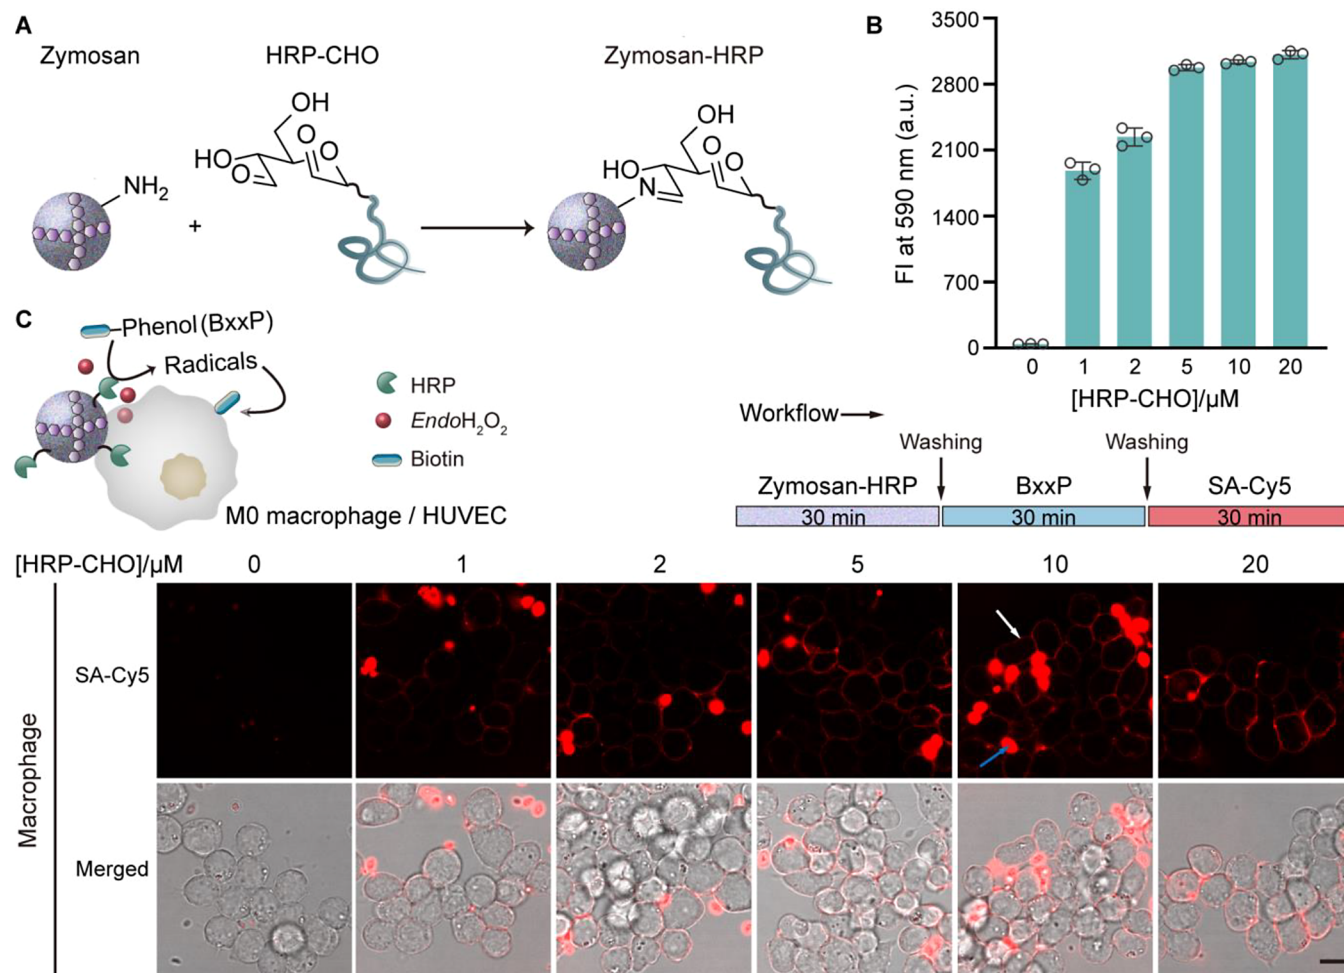 A
Zymosan
HRP-CHO
Zymosan-HRP
OH
O
HO
O
O
NH₂
+
OH
O
HO
O
N
B
3500
2800
2100
1400
700
0
FI at 590 nm (a.u.)
0 1 2 5 10 20
[HRP-CHO]/µM
C
Phenol (BxxP)
Radicals
HRP
EndoH₂O₂
Biotin
M0 macrophage / HUVEC
Workflow
Washing Washing
Zymosan-HRP BxxP SA-Cy5
30 min 30 min 30 min
[HRP-CHO]/µM 0 1 2 5 10 20
Macrophage
SA-Cy5
Merged